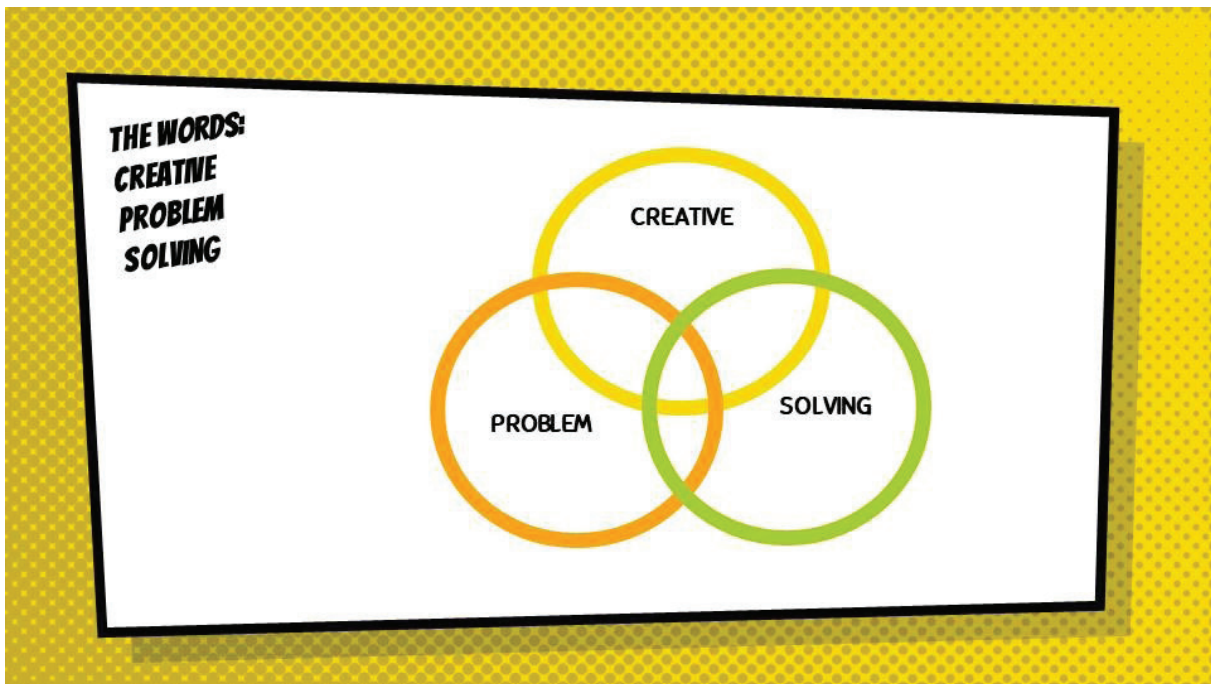 THE WORDS:
CREATIVE
PROBLEM
SOLVING
CREATIVE
PROBLEM
SOLVING